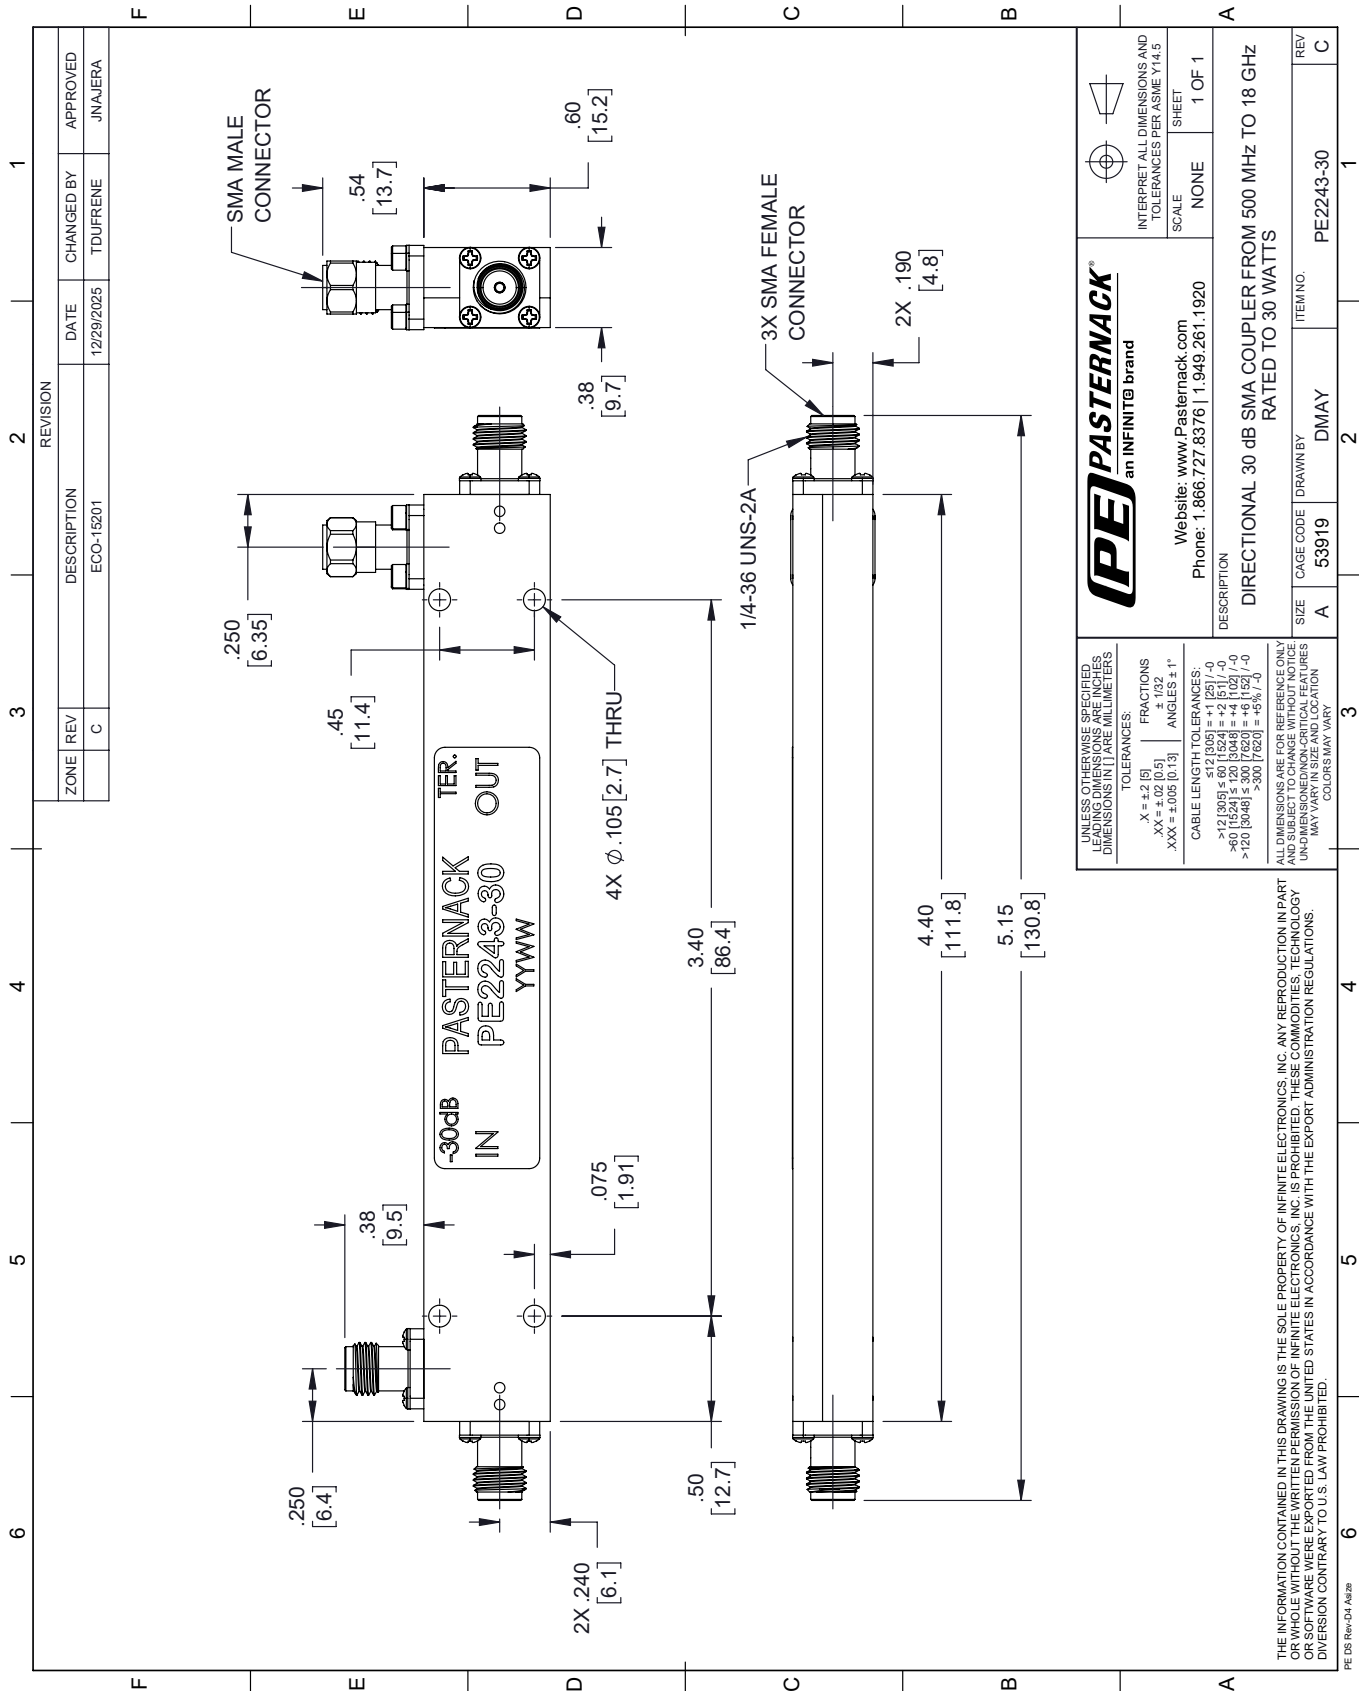 REVISION
ZONE REV DESCRIPTION DATE CHANGED BY APPROVED
C ECO-15201 12/29/2025 TDUFRENE JNAJERA
6 5 4 3 2 1
F
E
D
C
B
A
.250
[6.4]
.38
[9.5]
.45
[11.4]
.250
[6.35]
SMA MALE
CONNECTOR
.54
[13.7]
.60
[15.2]
.38
[9.7]
-30dB PASTERNACK TER.
IN PE2243-30 OUT
YYWW
2X .240
[6.1]
.075
[1.91]
.50
[12.7]
4X Ø .105 [2.7] THRU
3.40
[86.4]
1/4-36 UNS-2A
3X SMA FEMALE
CONNECTOR
2X .190
[4.8]
4.40
[111.8]
5.15
[130.8]
THE INFORMATION CONTAINED IN THIS DRAWING IS THE SOLE PROPERTY OF INFINITE ELECTRONICS, INC. ANY REPRODUCTION IN PART
OR WHOLE WITHOUT THE WRITTEN PERMISSION OF INFINITE ELECTRONICS, INC. IS PROHIBITED. THESE COMMODITIES, TECHNOLOGY
OR SOFTWARE WERE EXPORTED FROM THE UNITED STATES IN ACCORDANCE WITH THE EXPORT ADMINISTRATION REGULATIONS.
DIVERSION CONTRARY TO U.S. LAW PROHIBITED.
UNLESS OTHERWISE SPECIFIED
LEADING DIMENSIONS ARE INCHES
DIMENSIONS IN [ ] ARE MILLIMETERS
TOLERANCES:
.X = ±.2 [5] FRACTIONS
.XX = ±.02 [0.5] ± 1/32
.XXX = ±.005 [0.13] ANGLES ± 1°
CABLE LENGTH TOLERANCES:
≤12 [305] = +1 [25] / -0
>12 [305] ≤ 60 [1524] = +2 [51] / -0
>60 [1524] ≤ 120 [3048] = +4 [102] / -0
>120 [3048] ≤ 300 [7620] = +6 [152] / -0
>300 [7620] = +5% / -0
ALL DIMENSIONS ARE FOR REFERENCE ONLY
AND SUBJECT TO CHANGE WITHOUT NOTICE.
UN-DIMENSIONED/NON-CRITICAL FEATURES
MAY VARY IN SIZE AND LOCATION
COLORS MAY VARY
PE PASTERNACK®
an INFINIT@ brand
Website: www.Pasternack.com
Phone: 1.866.727.8376 | 1.949.261.1920
INTERPRET ALL DIMENSIONS AND
TOLERANCES PER ASME Y14.5
SCALE SHEET
NONE 1 OF 1
DESCRIPTION
DIRECTIONAL 30 dB SMA COUPLER FROM 500 MHz TO 18 GHz
RATED TO 30 WATTS
SIZE CAGE CODE DRAWN BY ITEM NO. REV
A 53919 DMAY PE2243-30 C
6 5 4 3 2 1
F
E
D
C
B
A
PE DS Rev-D4 Asize